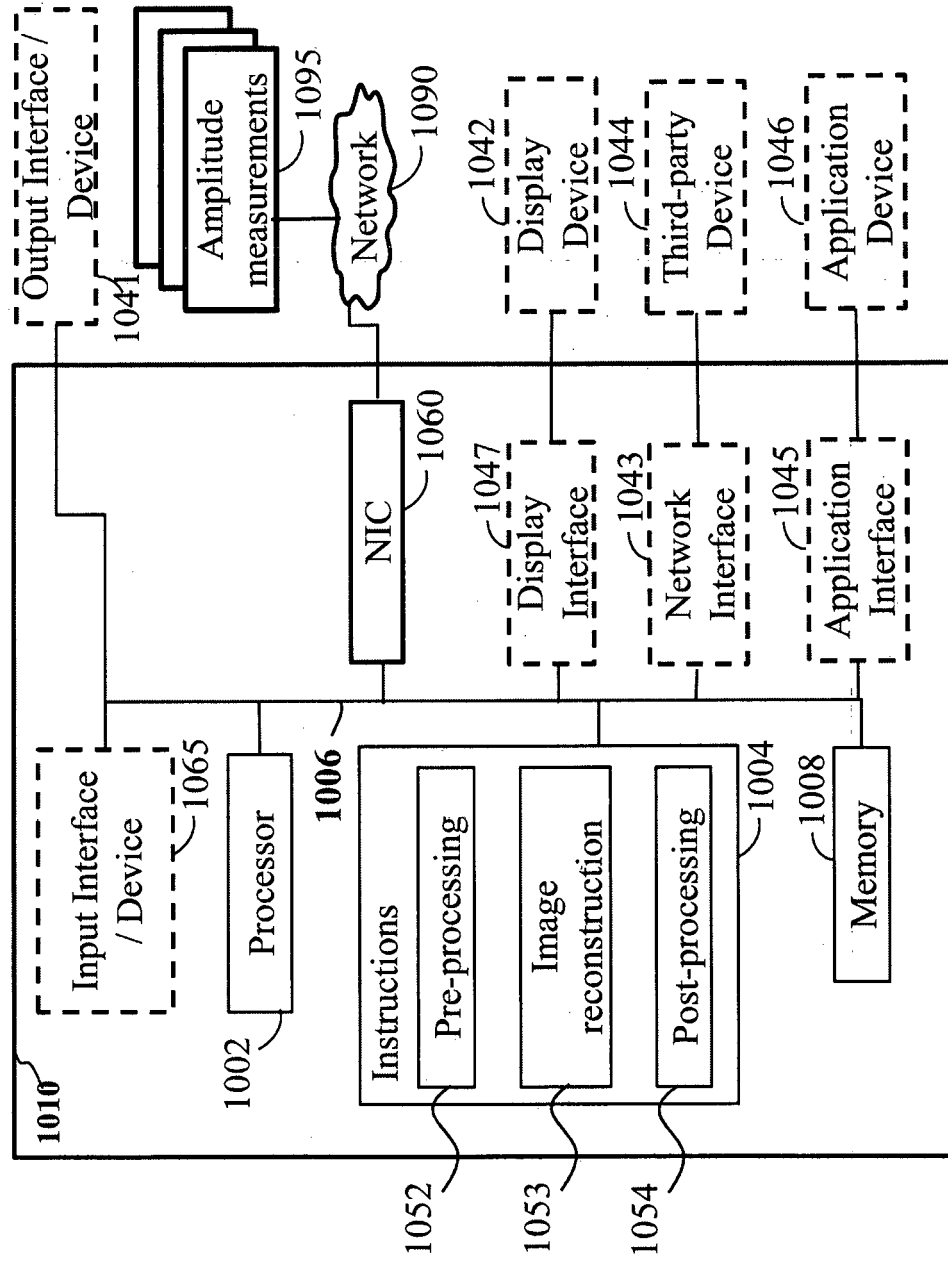 1010
Input Interface
/ Device
1065
Processor
1002
1006
Instructions
Pre-processing
1052
Image
reconstruction
1053
Post-processing
1054
1004
1008
Memory
Output Interface /
Device
1041
Amplitude
measurements
1095
Network
1090
NIC
1060
1047
Display
Interface
1042
Display
Device
1043
Network
Interface
1044
Third-party
Device
1045
Application
Interface
1046
Application
Device